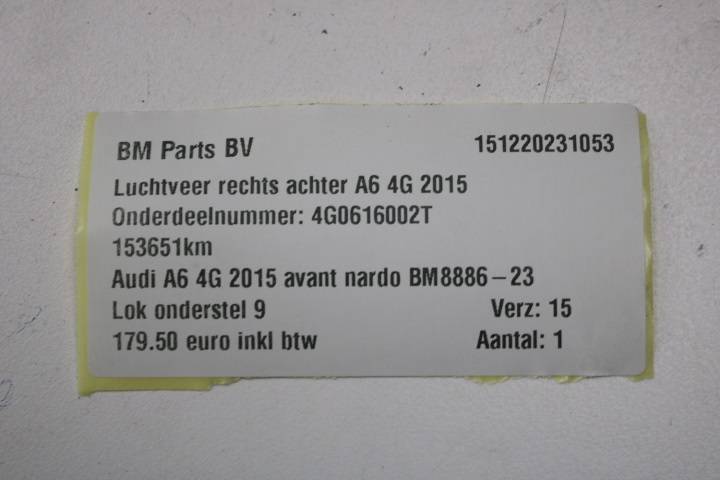 BM Parts BV 151220231053
Luchtveer rechts achter A6 4G 2015
Onderdeelnummer: 4G0616002T
153651km
Audi A6 4G 2015 avant nardo BM8886-23
Lok onderstel 9 Verz: 15
179.50 euro inkl btw Aantal: 1